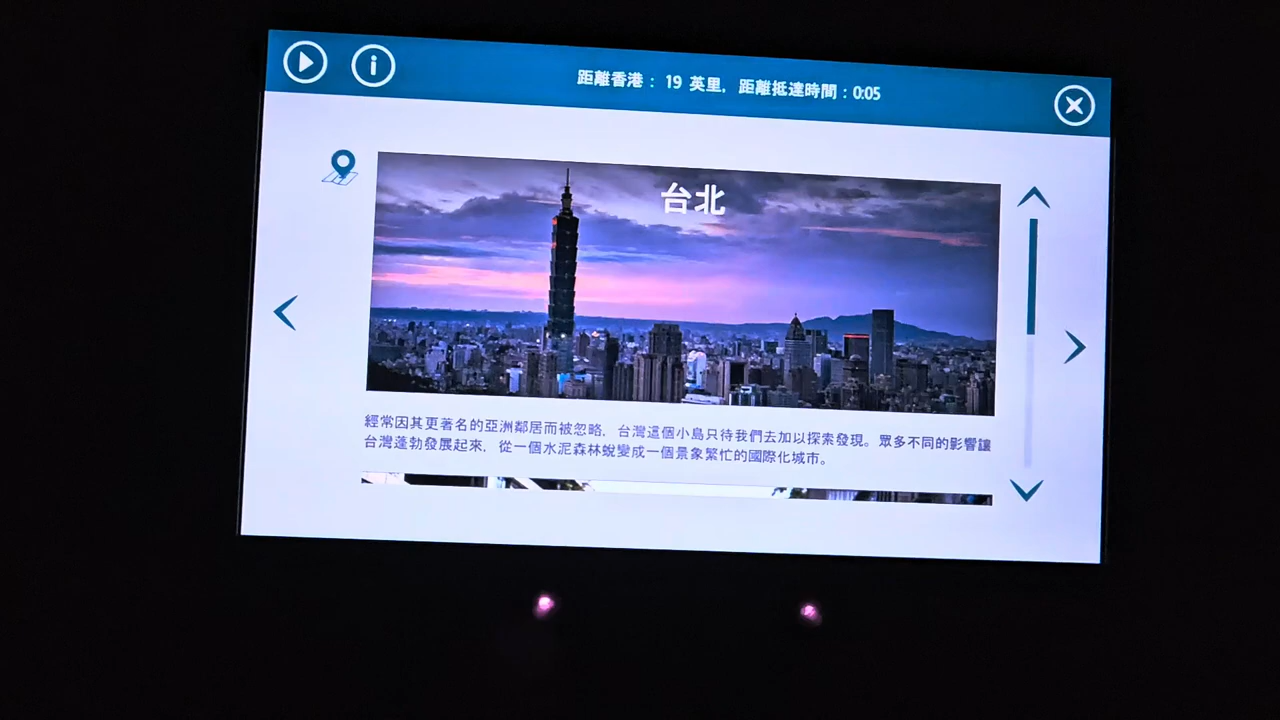 距離香港： 19 英里, 距離抵達時間：0:05
台北
經常因其更著名的亞洲鄰居而被忽略, 台灣這個小島只待我們去加以探索發現。眾多不同的影響讓
台灣蓬勃發展起來, 從一個水泥森林蛻變成一個景象繁忙的國際化城市。